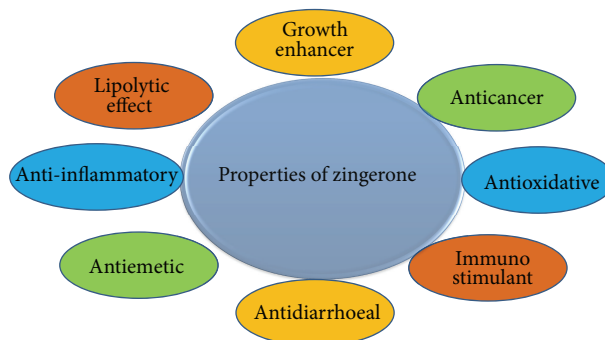 Growth
enhancer
Lipolytic
effect
Anticancer
Anti-inflammatory
Properties of zingerone
Antioxidative
Antiemetic
Immuno
stimulant
Antidiarrhoeal